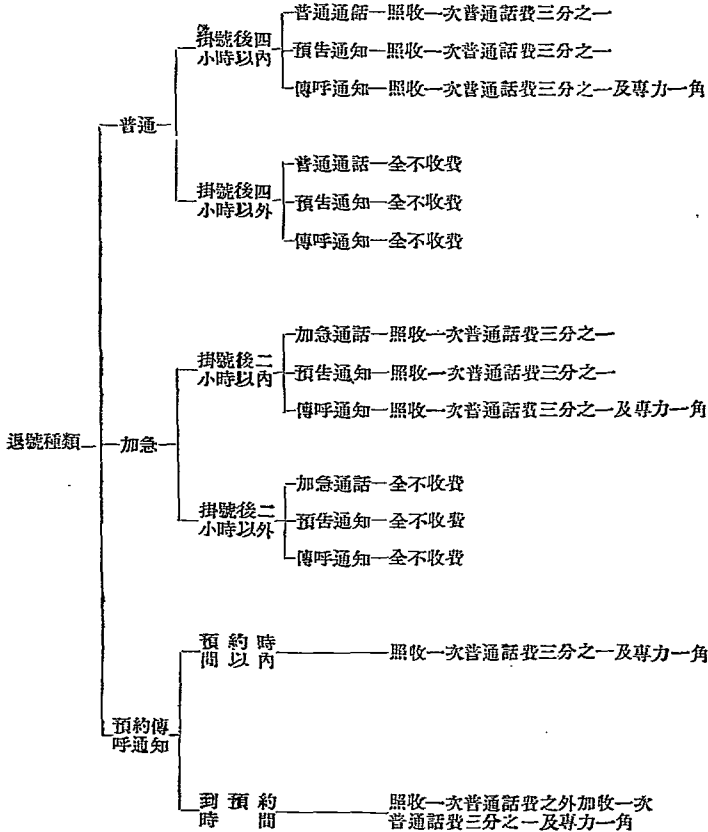 退號種類
普通
掛號後四
小時以內
普通通話 照收一次普通話費三分之一
預告通知 照收一次普通話費三分之一
傳呼通知 照收一次普通話費三分之一及專力一角
掛號後四
小時以外
普通通話 全不收費
預告通知 全不收費
傳呼通知 全不收費
加急
掛號後二
小時以內
加急通話 照收一次普通話費三分之一
預告通知 照收一次普通話費三分之一
傳呼通知 照收一次普通話費三分之一及專力一角
掛號後二
小時以外
加急通話 全不收費
預告通知 全不收費
傳呼通知 全不收費
預約傳
呼通知
預約時
間以內
照收一次普通話費三分之一及專力一角
到預約
時間
照收一次普通話費之外加收一次
普通話費三分之一及專力一角